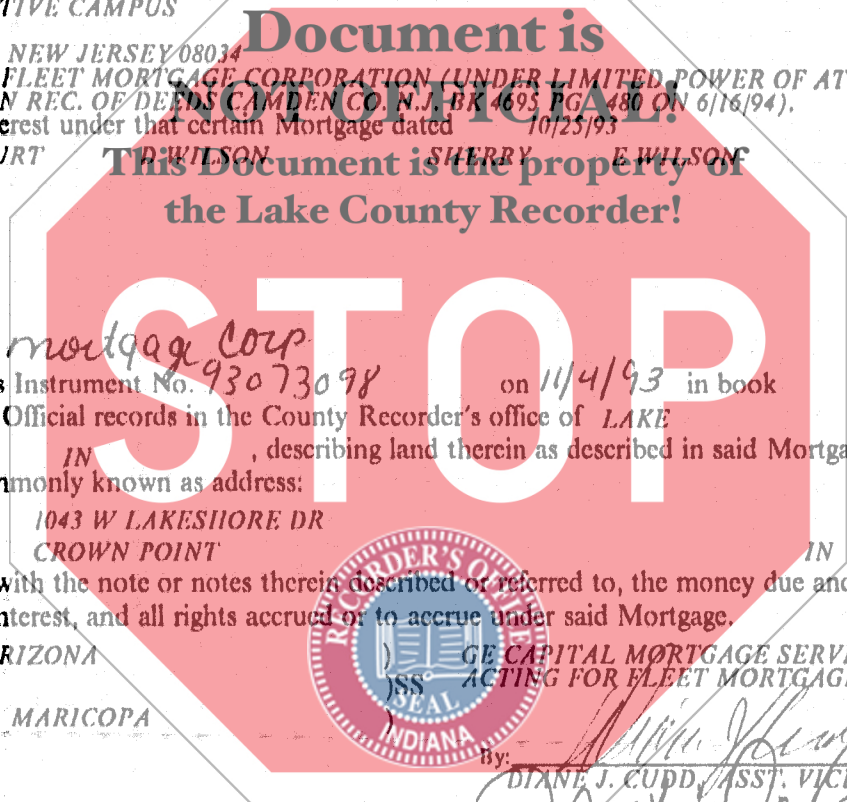 TIVE CAMPUS
Document is
NEW JERSEY 08034
FLEET MORTGAGE CORPORATION (UNDER LIMITED POWER OF AT
NOT OFFICIAL!
N REC. OF DEEDS CAMDEN CO. N.J. BK 4695 PG 480 ON 6/16/94).
erest under that certain Mortgage dated 10/25/93
URT D WILSON SHERRY E WILSON
This Document is the property of
the Lake County Recorder!
STOP
mortgage Corp
s Instrument No. 93073098 on 11/4/93 in book
Official records in the County Recorder's office of LAKE
IN , describing land therein as described in said Mortga
mmonly known as address:
1043 W LAKESHORE DR
CROWN POINT IN
with the note or notes therein described or referred to, the money due and
nterest, and all rights accrued or to accrue under said Mortgage.
RECORDER'S OFFICE
SEAL
INDIANA
RIZONA ) GE CAPITAL MORTGAGE SERVI
)SS ACTING FOR FLEET MORTGAGE
MARICOPA )
By:
DIANE J. CUDD, ASST. VICE